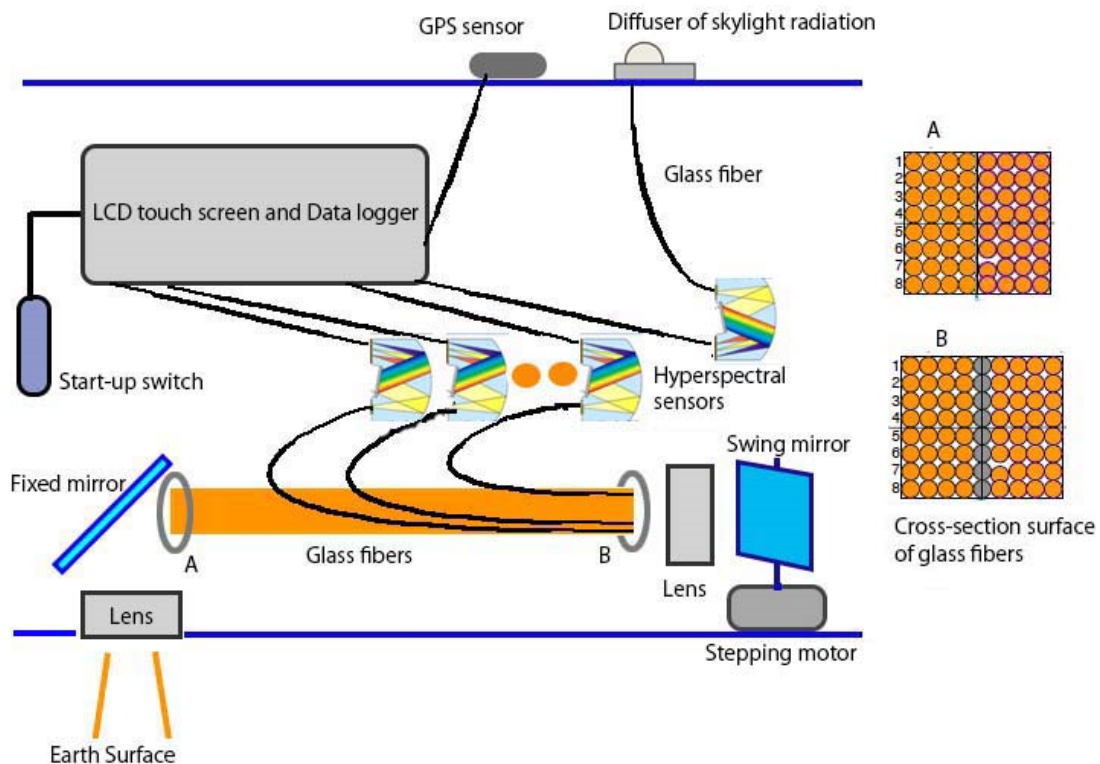 GPS sensor
Diffuser of skylight radiation
A
1
2
3
4
5
6
7
8
Glass fiber
LCD touch screen and Data logger
Start-up switch
Hyperspectral
sensors
B
1
2
3
4
5
6
7
8
Swing mirror
Fixed mirror
Cross-section surface
of glass fibers
Glass fibers
A
B
Lens
Lens
Stepping motor
Earth Surface